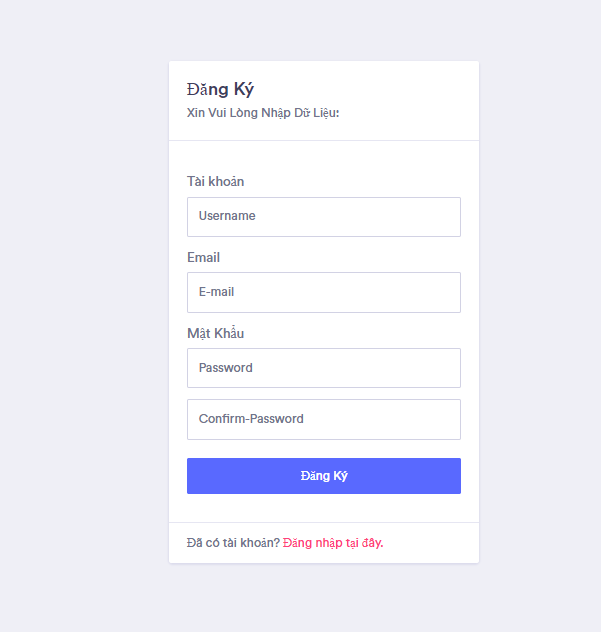 Đăng Ký
Xin Vui Lòng Nhập Dữ Liệu:
Tài khoản
Username
Email
E-mail
Mật Khẩu
Password
Confirm-Password
Đăng Ký
Đã có tài khoản? Đăng nhập tại đây.